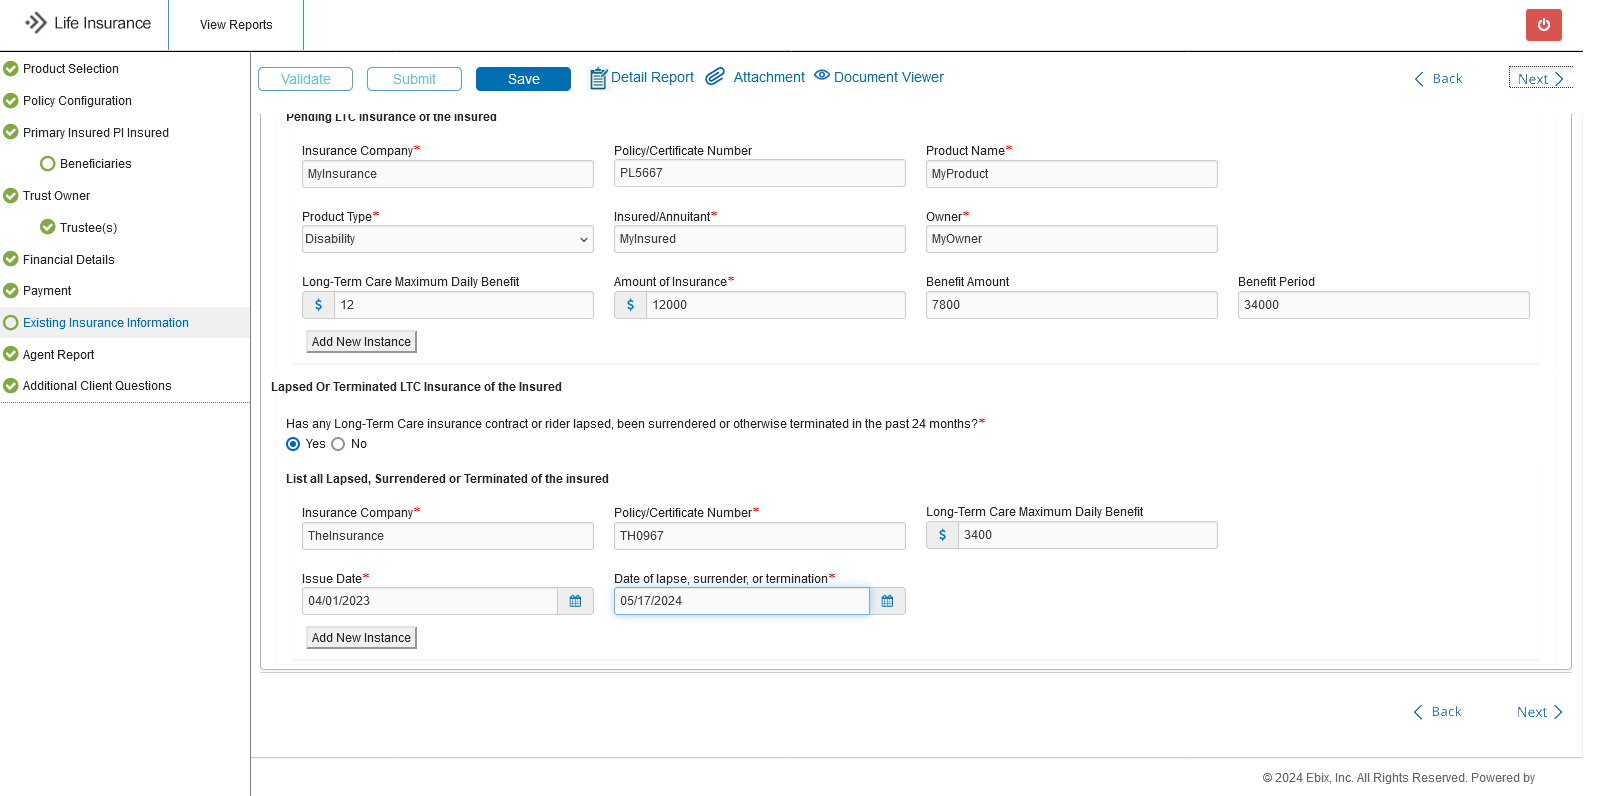 Life Insurance
View Reports
Product Selection
Policy Configuration
Primary Insured PI Insured
Beneficiaries
Trust Owner
Trustee(s)
Financial Details
Payment
Existing Insurance Information
Agent Report
Additional Client Questions
Validate Submit Save Detail Report Attachment Document Viewer Back Next
Pending LTC Insurance of the Insured
Insurance Company* Policy/Certificate Number Product Name*
MyInsurance PL5667 MyProduct
Product Type* Insured/Annuitant* Owner*
Disability MyInsured MyOwner
Long-Term Care Maximum Daily Benefit Amount of Insurance* Benefit Amount Benefit Period
$ 12 $ 12000 7800 34000
Add New Instance
Lapsed Or Terminated LTC Insurance of the Insured
Has any Long-Term Care insurance contract or rider lapsed, been surrendered or otherwise terminated in the past 24 months?*
Yes No
List all Lapsed, Surrendered or Terminated of the insured
Insurance Company* Policy/Certificate Number* Long-Term Care Maximum Daily Benefit
TheInsurance TH0967 $ 3400
Issue Date* Date of lapse, surrender, or termination*
04/01/2023 05/17/2024
Add New Instance
Back Next
© 2024 Ebix, Inc. All Rights Reserved. Powered by